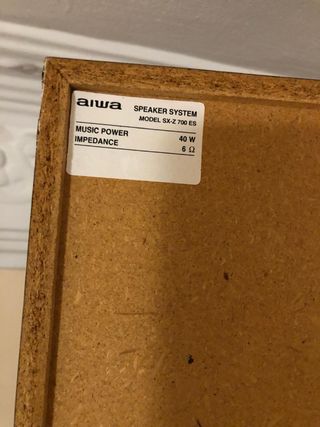 aiwa
SPEAKER SYSTEM
MODEL SX-Z 700 ES
MUSIC POWER 40 W
IMPEDANCE 6 Ω